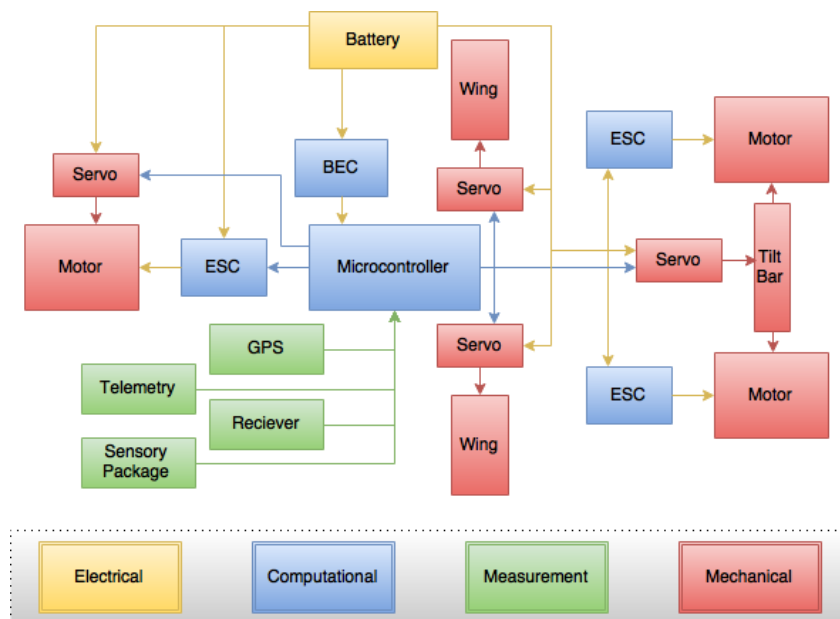 Battery
Wing
ESC
Motor
Servo
BEC
Servo
Motor
ESC
Microcontroller
Servo
Tilt
Bar
GPS
Servo
Telemetry
ESC
Motor
Reciever
Sensory
Package
Wing
Electrical
Computational
Measurement
Mechanical